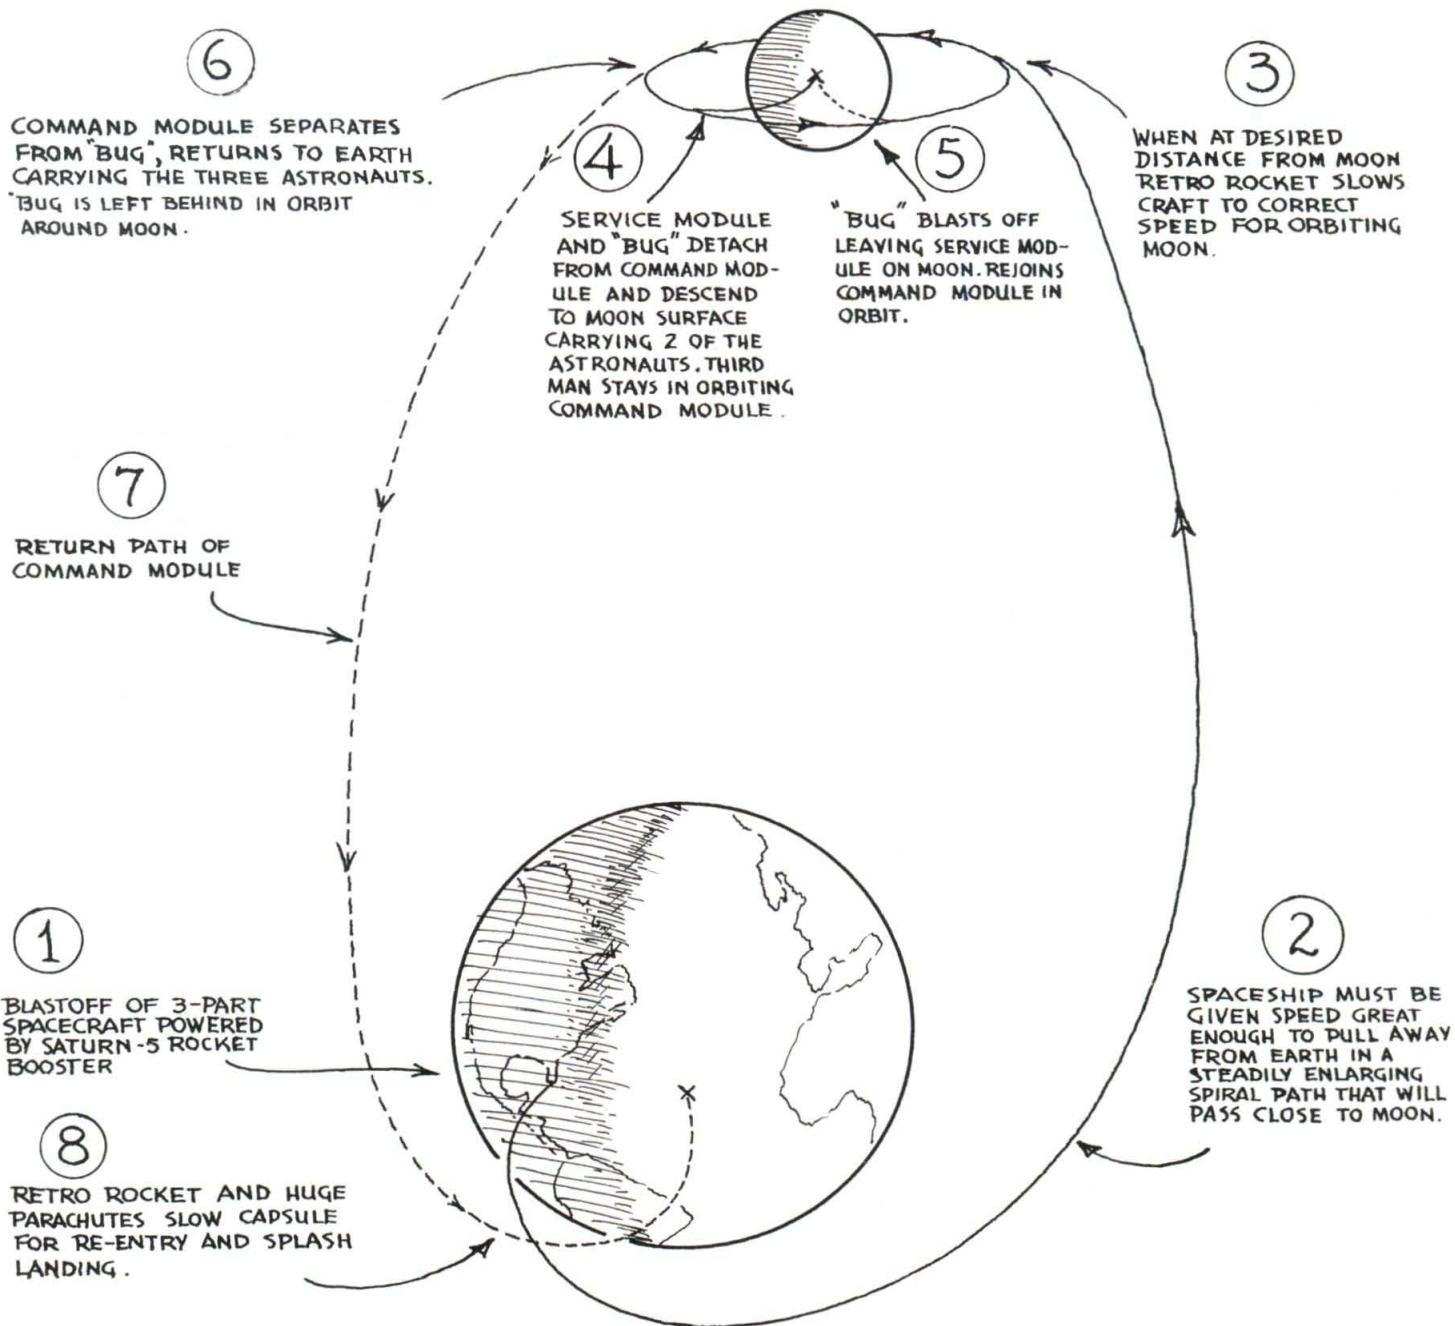 6
COMMAND MODULE SEPARATES
FROM "BUG", RETURNS TO EARTH
CARRYING THE THREE ASTRONAUTS.
"BUG IS LEFT BEHIND IN ORBIT
AROUND MOON.
4
SERVICE MODULE
AND "BUG" DETACH
FROM COMMAND MOD-
ULE AND DESCEND
TO MOON SURFACE
CARRYING 2 OF THE
ASTRONAUTS. THIRD
MAN STAYS IN ORBITING
COMMAND MODULE.
5
"BUG" BLASTS OFF
LEAVING SERVICE MOD-
ULE ON MOON. REJOINS
COMMAND MODULE IN
ORBIT.
3
WHEN AT DESIRED
DISTANCE FROM MOON
RETRO ROCKET SLOWS
CRAFT TO CORRECT
SPEED FOR ORBITING
MOON.
7
RETURN PATH OF
COMMAND MODULE
1
BLASTOFF OF 3-PART
SPACECRAFT POWERED
BY SATURN-5 ROCKET
BOOSTER
2
SPACESHIP MUST BE
GIVEN SPEED GREAT
ENOUGH TO PULL AWAY
FROM EARTH IN A
STEADILY ENLARGING
SPIRAL PATH THAT WILL
PASS CLOSE TO MOON.
8
RETRO ROCKET AND HUGE
PARACHUTES SLOW CAPSULE
FOR RE-ENTRY AND SPLASH
LANDING.